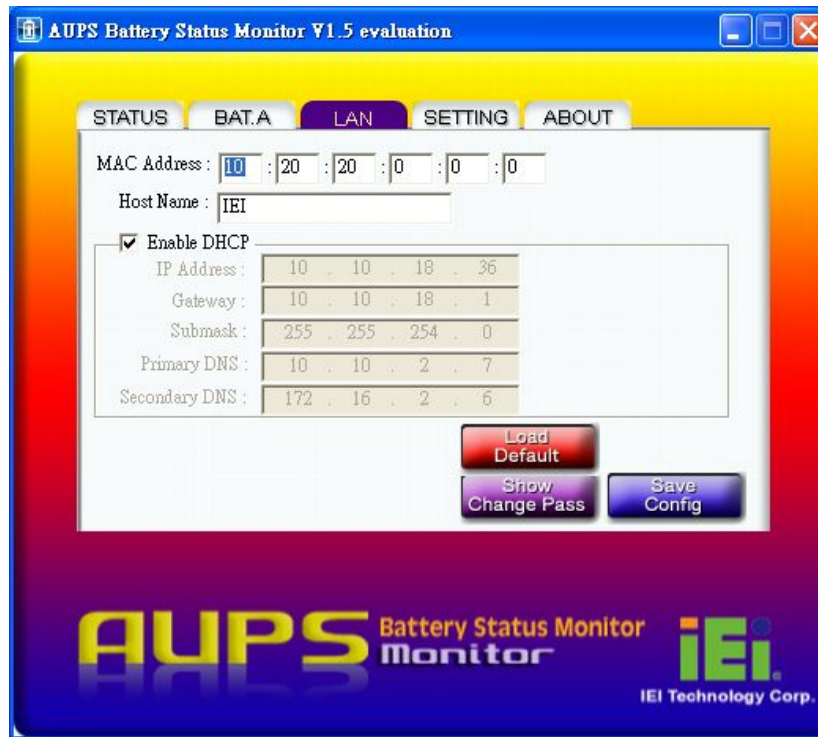 AUPS Battery Status Monitor V1.5 evaluation
STATUS BAT.A LAN SETTING ABOUT
MAC Address : 10 : 20 : 20 : 0 : 0 : 0
Host Name : IEI
Enable DHCP
IP Address : 10 . 10 . 18 . 36
Gateway : 10 . 10 . 18 . 1
Submask : 255 . 255 . 254 . 0
Primary DNS : 10 . 10 . 2 . 7
Secondary DNS : 172 . 16 . 2 . 6
Load
Default
Show
Change Pass
Save
Config
AUPS
Battery Status Monitor
Monitor
iEi
IEI Technology Corp.